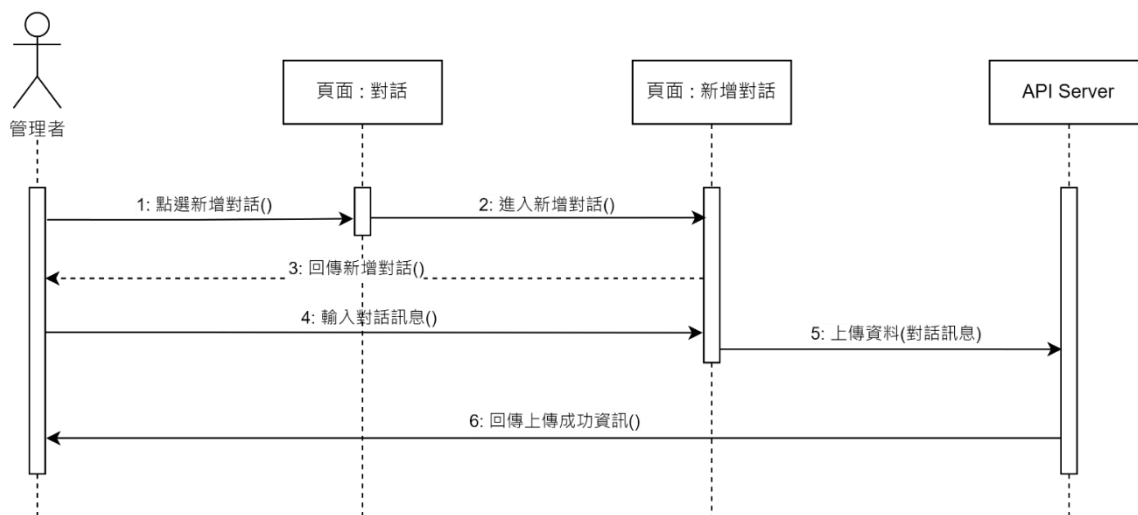 管理者
頁面 : 對話
頁面 : 新增對話
API Server
1: 點選新增對話()
2: 進入新增對話()
3: 回傳新增對話()
4: 輸入對話訊息()
5: 上傳資料(對話訊息)
6: 回傳上傳成功資訊()